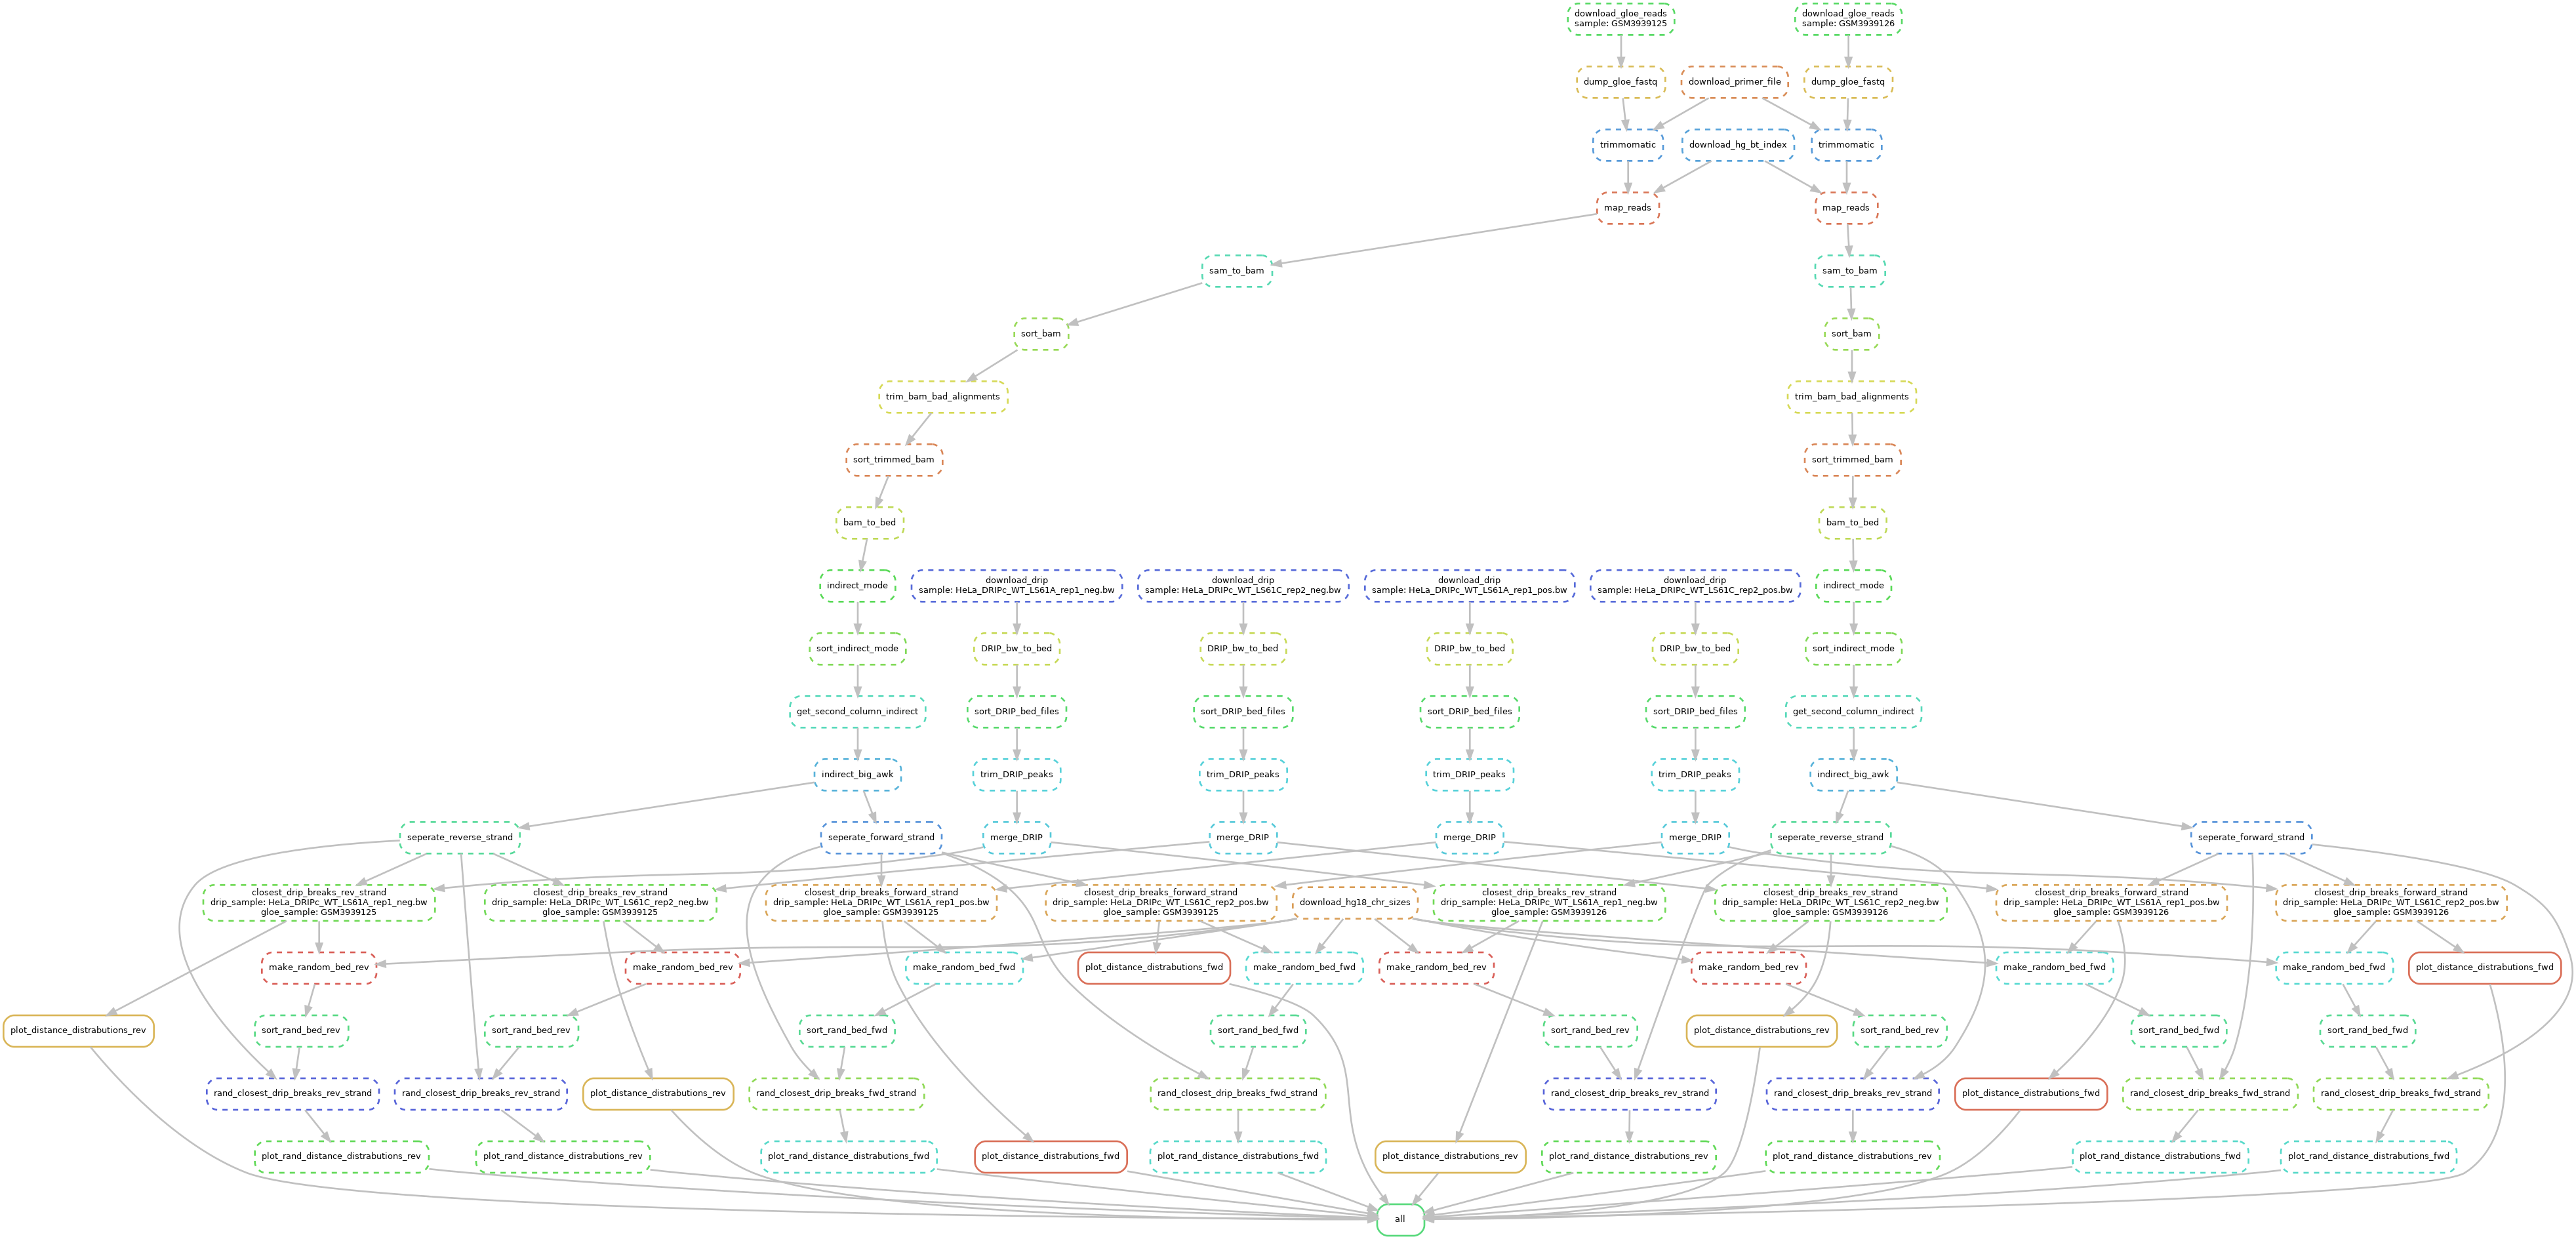 download_gloe_reads
sample: GSM3939125
download_gloe_reads
sample: GSM3939126
dump_gloe_fastq
download_primer_file
dump_gloe_fastq
trimmomatic
download_hg_bt_index
trimmomatic
map_reads
map_reads
sam_to_bam
sam_to_bam
sort_bam
sort_bam
trim_bam_bad_alignments
trim_bam_bad_alignments
sort_trimmed_bam
sort_trimmed_bam
bam_to_bed
bam_to_bed
indirect_mode
download_drip
sample: HeLa_DRIPc_WT_LS61A_rep1_neg.bw
download_drip
sample: HeLa_DRIPc_WT_LS61C_rep2_neg.bw
download_drip
sample: HeLa_DRIPc_WT_LS61A_rep1_pos.bw
download_drip
sample: HeLa_DRIPc_WT_LS61C_rep2_pos.bw
indirect_mode
sort_indirect_mode
DRIP_bw_to_bed
DRIP_bw_to_bed
DRIP_bw_to_bed
DRIP_bw_to_bed
sort_indirect_mode
get_second_column_indirect
sort_DRIP_bed_files
sort_DRIP_bed_files
sort_DRIP_bed_files
sort_DRIP_bed_files
get_second_column_indirect
indirect_big_awk
trim_DRIP_peaks
trim_DRIP_peaks
trim_DRIP_peaks
trim_DRIP_peaks
indirect_big_awk
seperate_reverse_strand
seperate_forward_strand
merge_DRIP
merge_DRIP
merge_DRIP
merge_DRIP
seperate_reverse_strand
seperate_forward_strand
closest_drip_breaks_rev_strand
drip_sample: HeLa_DRIPc_WT_LS61A_rep1_neg.bw
gloe_sample: GSM3939125
closest_drip_breaks_rev_strand
drip_sample: HeLa_DRIPc_WT_LS61C_rep2_neg.bw
gloe_sample: GSM3939125
closest_drip_breaks_forward_strand
drip_sample: HeLa_DRIPc_WT_LS61A_rep1_pos.bw
gloe_sample: GSM3939125
closest_drip_breaks_forward_strand
drip_sample: HeLa_DRIPc_WT_LS61C_rep2_pos.bw
gloe_sample: GSM3939125
download_hg18_chr_sizes
closest_drip_breaks_rev_strand
drip_sample: HeLa_DRIPc_WT_LS61A_rep1_neg.bw
gloe_sample: GSM3939126
closest_drip_breaks_rev_strand
drip_sample: HeLa_DRIPc_WT_LS61C_rep2_neg.bw
gloe_sample: GSM3939126
closest_drip_breaks_forward_strand
drip_sample: HeLa_DRIPc_WT_LS61A_rep1_pos.bw
gloe_sample: GSM3939126
closest_drip_breaks_forward_strand
drip_sample: HeLa_DRIPc_WT_LS61C_rep2_pos.bw
gloe_sample: GSM3939126
make_random_bed_rev
make_random_bed_rev
make_random_bed_fwd
plot_distance_distrabutions_fwd
make_random_bed_fwd
make_random_bed_rev
make_random_bed_rev
make_random_bed_fwd
make_random_bed_fwd
plot_distance_distrabutions_fwd
plot_distance_distrabutions_rev
sort_rand_bed_rev
sort_rand_bed_rev
sort_rand_bed_fwd
sort_rand_bed_fwd
sort_rand_bed_rev
plot_distance_distrabutions_rev
sort_rand_bed_rev
sort_rand_bed_fwd
sort_rand_bed_fwd
rand_closest_drip_breaks_rev_strand
rand_closest_drip_breaks_rev_strand
plot_distance_distrabutions_rev
rand_closest_drip_breaks_fwd_strand
rand_closest_drip_breaks_fwd_strand
rand_closest_drip_breaks_rev_strand
rand_closest_drip_breaks_rev_strand
plot_distance_distrabutions_fwd
rand_closest_drip_breaks_fwd_strand
rand_closest_drip_breaks_fwd_strand
plot_rand_distance_distrabutions_rev
plot_rand_distance_distrabutions_rev
plot_rand_distance_distrabutions_fwd
plot_distance_distrabutions_fwd
plot_rand_distance_distrabutions_fwd
plot_distance_distrabutions_rev
plot_rand_distance_distrabutions_rev
plot_rand_distance_distrabutions_rev
plot_rand_distance_distrabutions_fwd
plot_rand_distance_distrabutions_fwd
all